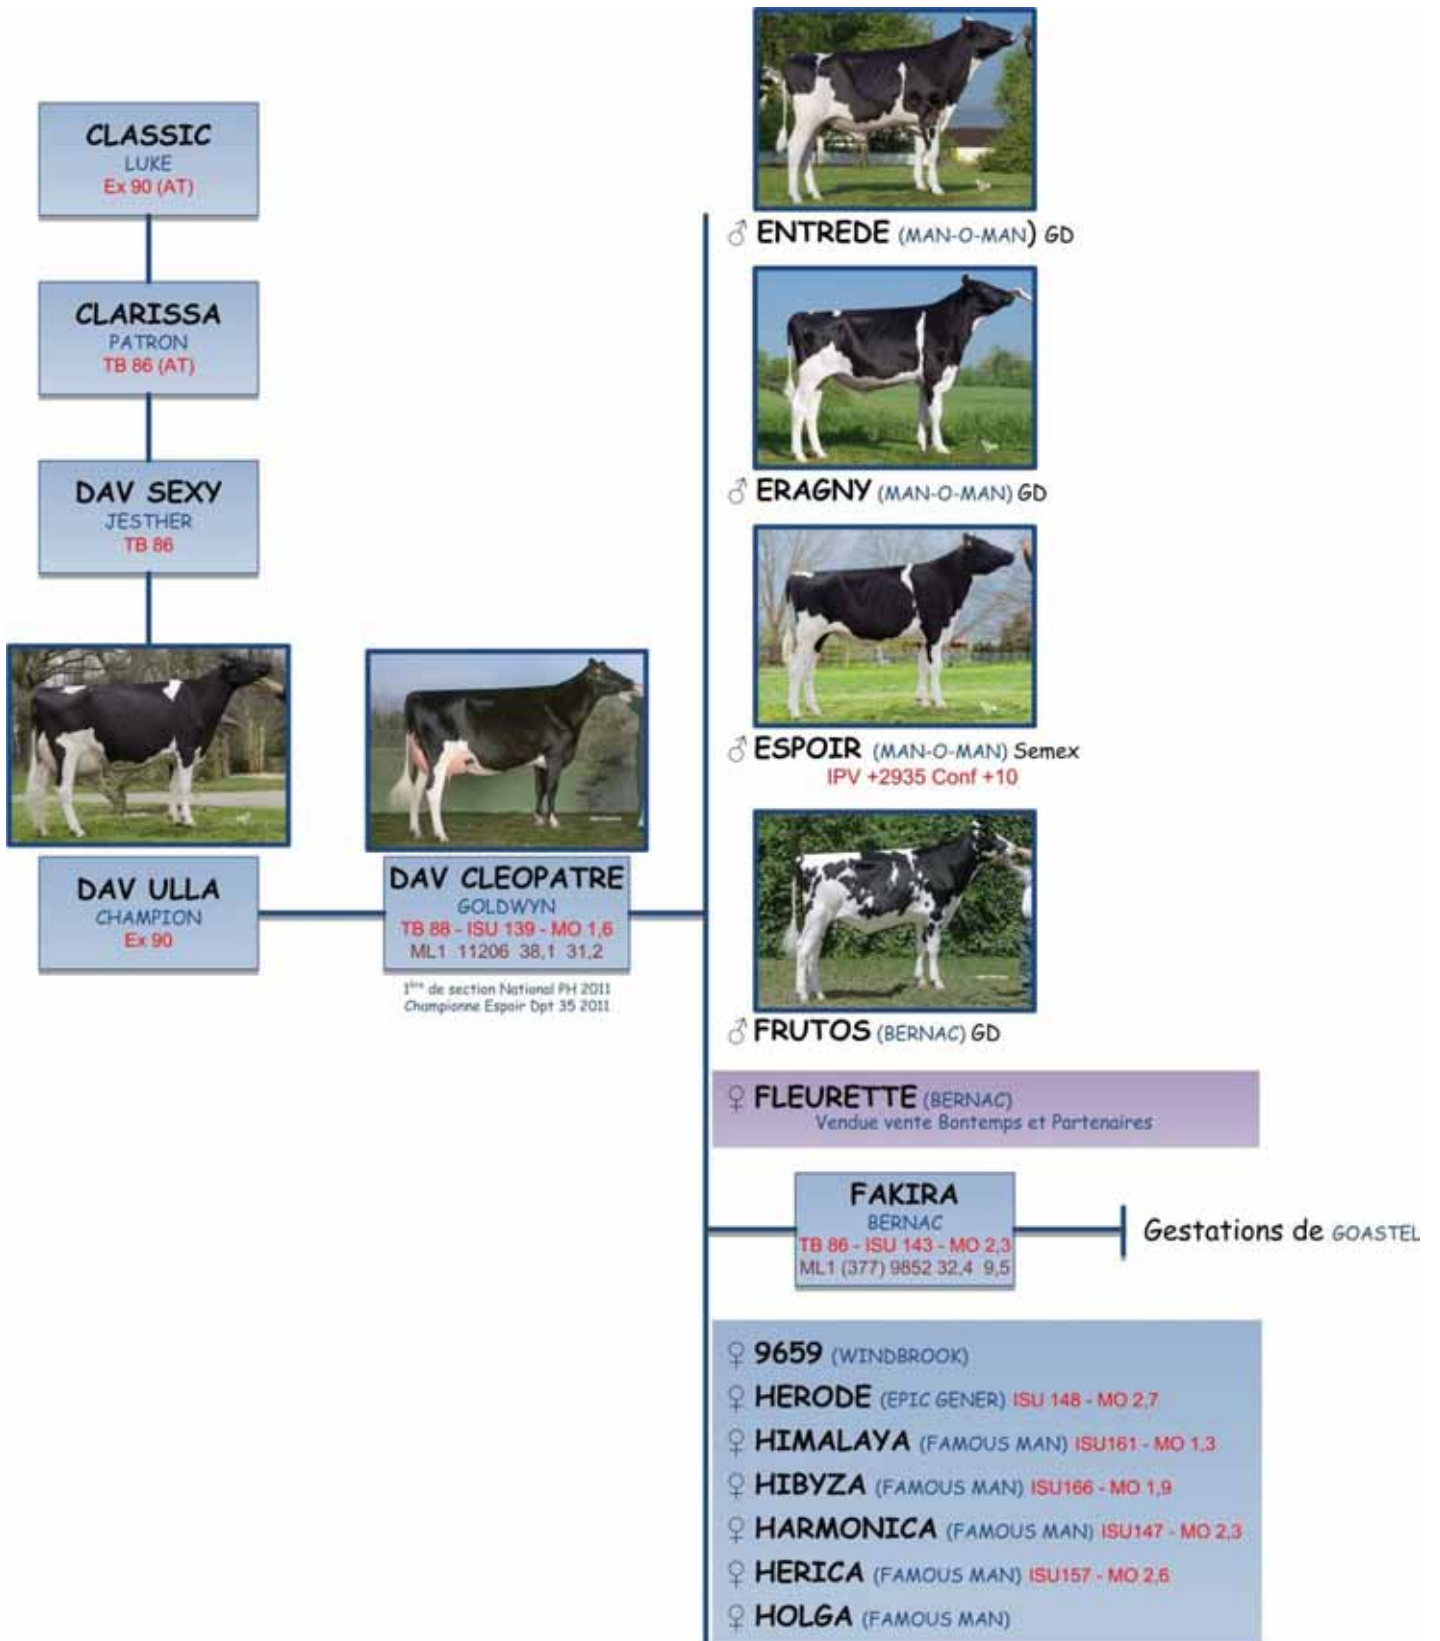 CLASSIC
LUKE
Ex 90 (AT)
CLARISSA
PATRON
TB 86 (AT)
DAV SEXY
JESTHER
TB 86
DAV ULLA
CHAMPION
Ex 90
DAV CLEOPATRE
GOLDWYN
TB 88 - ISU 139 - MO 1,6
ML1 11206 38,1 31,2
1ère de section National PH 2011
Championne Espoir Dpt 35 2011
♂ ENTREDE (MAN-O-MAN) GD
♂ ERAGNY (MAN-O-MAN) GD
♂ ESPOIR (MAN-O-MAN) Semex
IPV +2935 Conf +10
♂ FRUTOS (BERNAC) GD
♀ FLEURETTE (BERNAC)
Vendue vente Bontemps et Partenaires
FAKIRA
BERNAC
TB 86 - ISU 143 - MO 2,3
ML1 (377) 9852 32,4 9,5
Gestations de GOASTEL
♀ 9659 (WINDBROOK)
♀ HERODE (EPIC GENER) ISU 148 - MO 2,7
♀ HIMALAYA (FAMOUS MAN) ISU161 - MO 1,3
♀ HIBYZA (FAMOUS MAN) ISU166 - MO 1,9
♀ HARMONICA (FAMOUS MAN) ISU147 - MO 2,3
♀ HERICA (FAMOUS MAN) ISU157 - MO 2,6
♀ HOLGA (FAMOUS MAN)